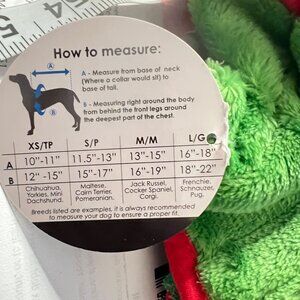 How to measure:
A - Measure from base of neck
(Where a collar would sit) to
base of tail.
B - Measuring right around the body
from behind the front legs around
the deepest part of the chest.
XS/TP S/P M/M L/G
A 10"-11" 11.5"-13" 13"-15" 16"-18"
B 12" -15" 15"-17" 16"-19" 18"-22"
Chihuahua, Maltese, Jack Russel, Frenchie,
Yorkies, Mini Cairn Terrier, Cocker Spaniel, Schnauzer,
Dachshund. Pomeranian. Corgi. Pug.
Breeds listed are examples, it is always recommended
to measure your dog to ensure a proper fit.